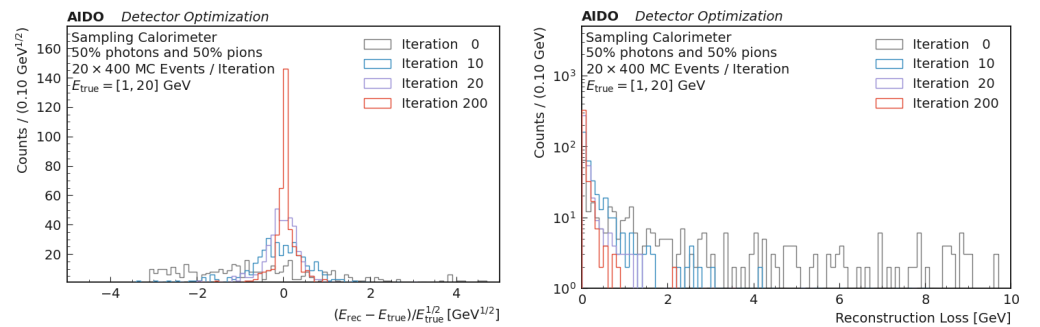 AIDO Detector Optimization
Sampling Calorimeter
50% photons and 50% pions
20 × 400 MC Events / Iteration
E_true = [1, 20] GeV
Iteration 0
Iteration 10
Iteration 20
Iteration 200
Counts / (0.10 GeV^1/2)
160
140
120
100
80
60
40
20
−4 −2 0 2 4
(E_rec − E_true)/E_true^1/2 [GeV^1/2]
AIDO Detector Optimization
Sampling Calorimeter
50% photons and 50% pions
20 × 400 MC Events / Iteration
E_true = [1, 20] GeV
Iteration 0
Iteration 10
Iteration 20
Iteration 200
Counts / (0.10 GeV)
10^3
10^2
10^1
10^0
0 2 4 6 8 10
Reconstruction Loss [GeV]